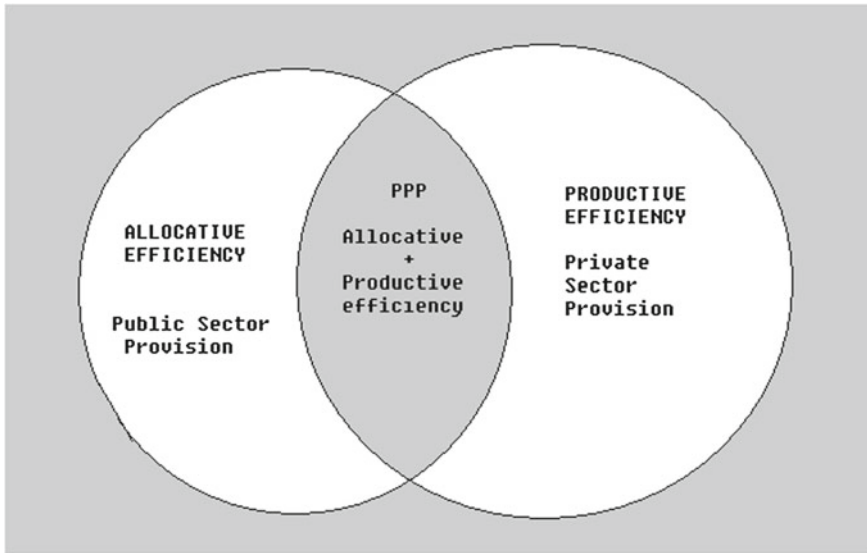 ALLOCATIVE
EFFICIENCY
Public Sector
Provision
PPP
Allocative
+
Productive
efficiency
PRODUCTIVE
EFFICIENCY
Private
Sector
Provision